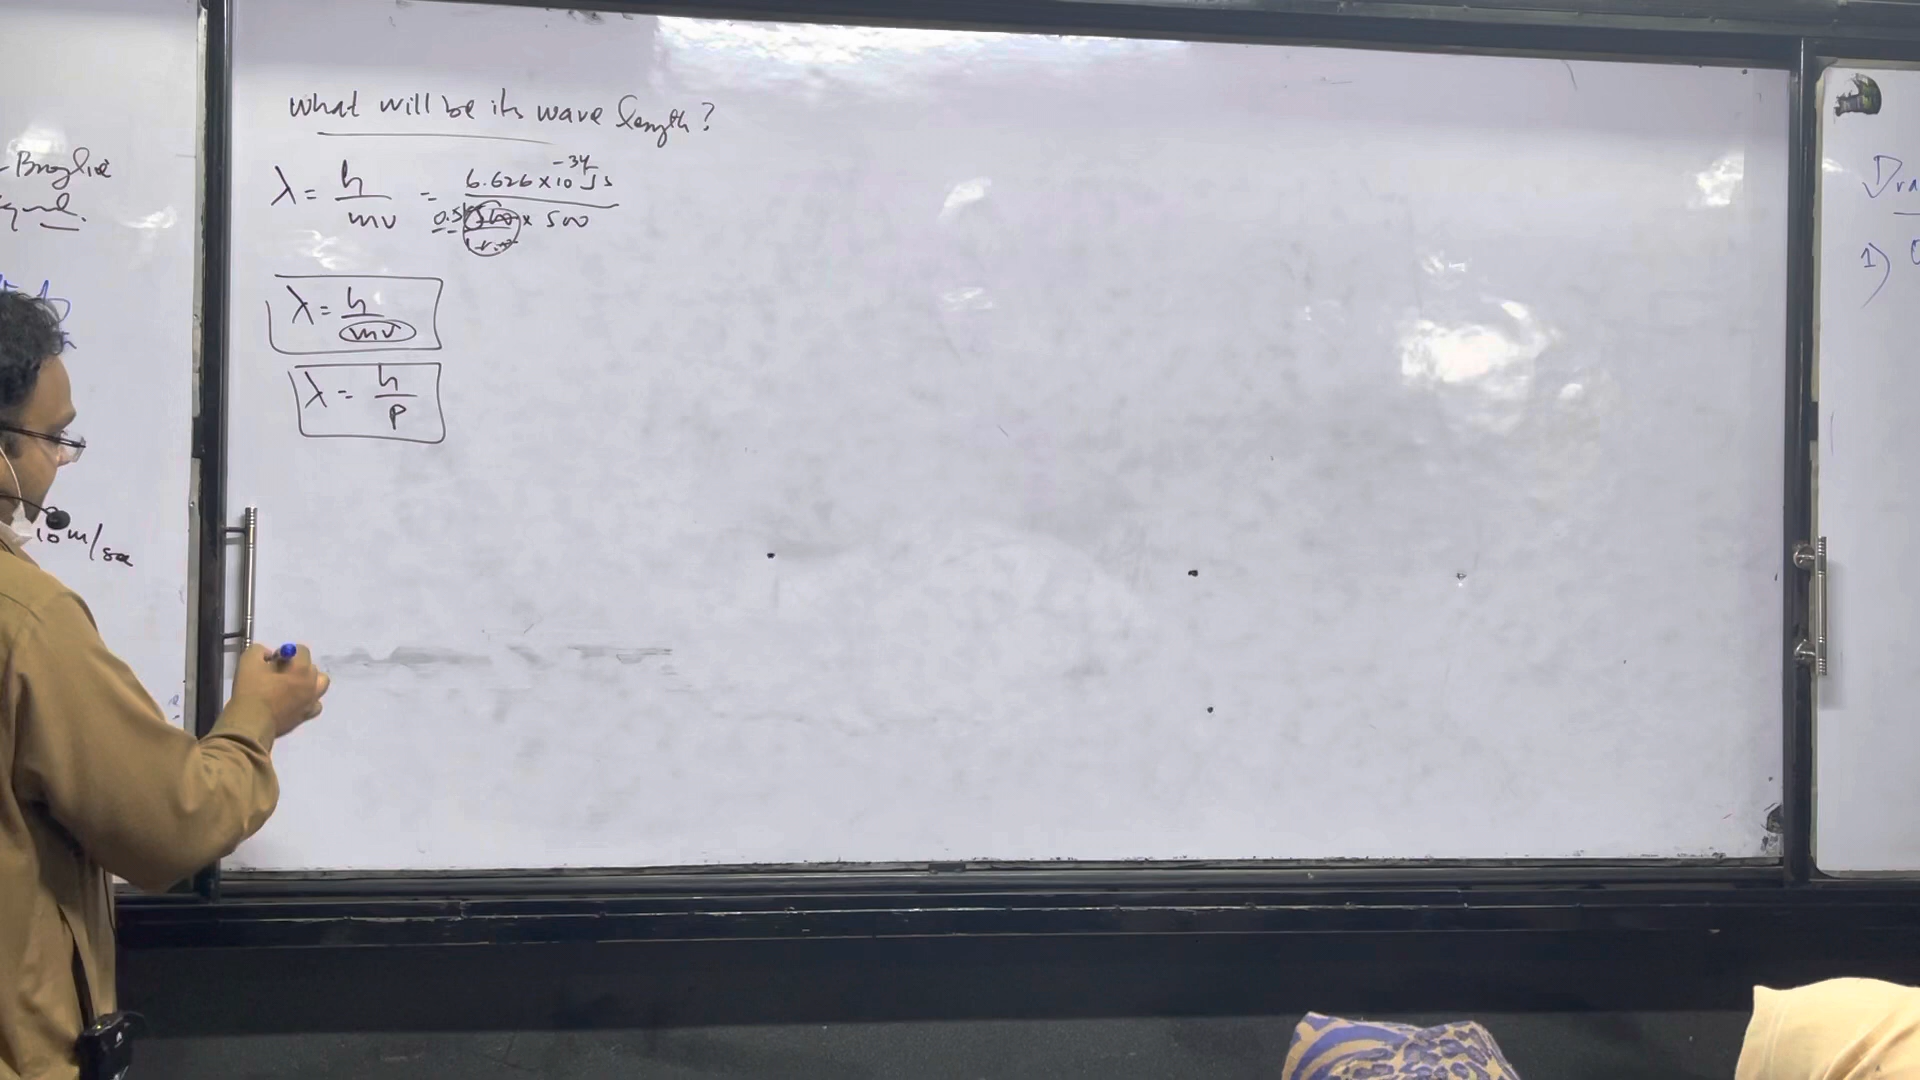 Broglie
What will be its wave length?
λ = h/mv = 6.626 × 10⁻³⁴ Js / 0.5 × 500
λ = h/mv
λ = h/p
10 m/sec
1)